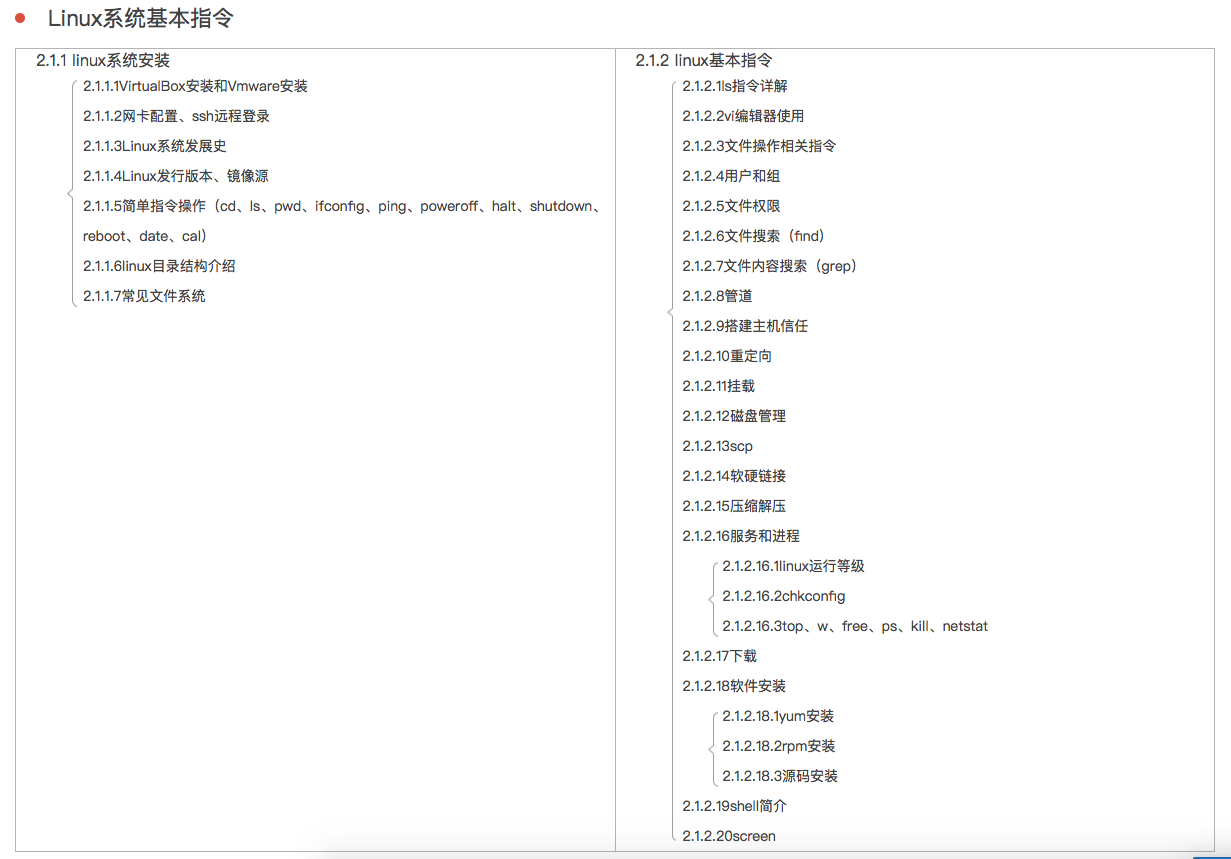 Linux系统基本指令
2.1.1 linux系统安装
2.1.1.1VirtualBox安装和Vmware安装
2.1.1.2网卡配置、ssh远程登录
2.1.1.3Linux系统发展史
2.1.1.4Linux发行版本、镜像源
2.1.1.5简单指令操作（cd、ls、pwd、ifconfig、ping、poweroff、halt、shutdown、
reboot、date、cal）
2.1.1.6linux目录结构介绍
2.1.1.7常见文件系统
2.1.2 linux基本指令
2.1.2.1ls指令详解
2.1.2.2vi编辑器使用
2.1.2.3文件操作相关指令
2.1.2.4用户和组
2.1.2.5文件权限
2.1.2.6文件搜索（find）
2.1.2.7文件内容搜索（grep）
2.1.2.8管道
2.1.2.9搭建主机信任
2.1.2.10重定向
2.1.2.11挂载
2.1.2.12磁盘管理
2.1.2.13scp
2.1.2.14软硬链接
2.1.2.15压缩解压
2.1.2.16服务和进程
2.1.2.16.1linux运行等级
2.1.2.16.2chkconfig
2.1.2.16.3top、w、free、ps、kill、netstat
2.1.2.17下载
2.1.2.18软件安装
2.1.2.18.1yum安装
2.1.2.18.2rpm安装
2.1.2.18.3源码安装
2.1.2.19shell简介
2.1.2.20screen